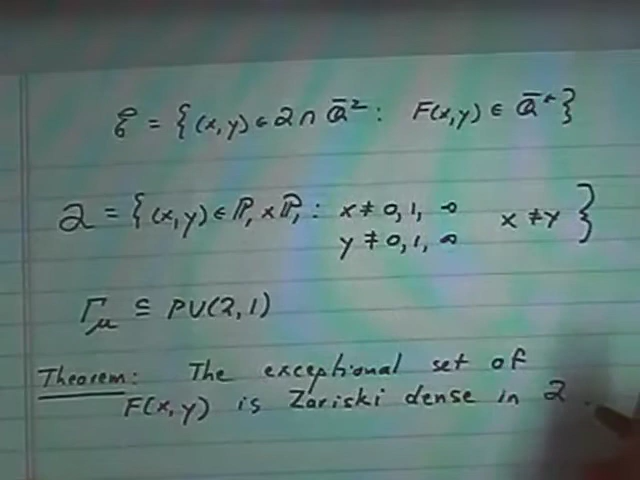 ℰ = {(x,y) ∈ 𝒬 ∩ Q̄²: F(x,y) ∈ Q̄*}
𝒬 = {(x,y) ∈ P₁ × P₁ : x ≠ 0, 1, ∞ x ≠ y}
y ≠ 0, 1, ∞
Γ_μ ⊆ PU(2,1)
Theorem: The exceptional set of
F(x,y) is Zariski dense in 𝒬.